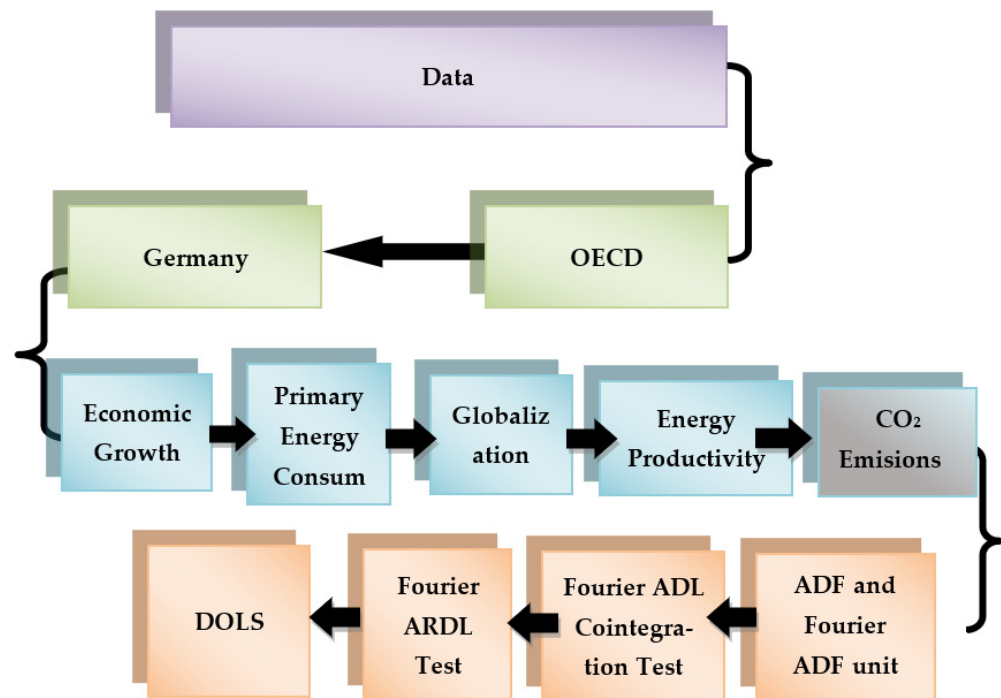 Data
Germany
OECD
Economic
Growth
Primary
Energy
Consum
Globaliz
ation
Energy
Productivity
CO₂
Emisions
DOLS
Fourier
ARDL
Test
Fourier ADL
Cointegra-
tion Test
ADF and
Fourier
ADF unit